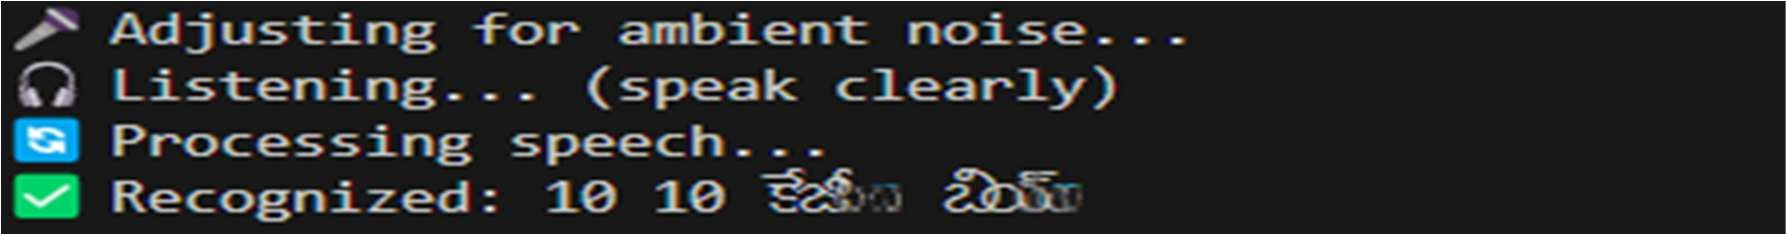 🎤 Adjusting for ambient noise...
🎧 Listening... (speak clearly)
🔄 Processing speech...
✅ Recognized: 10 10 కేజీల బియ్యం